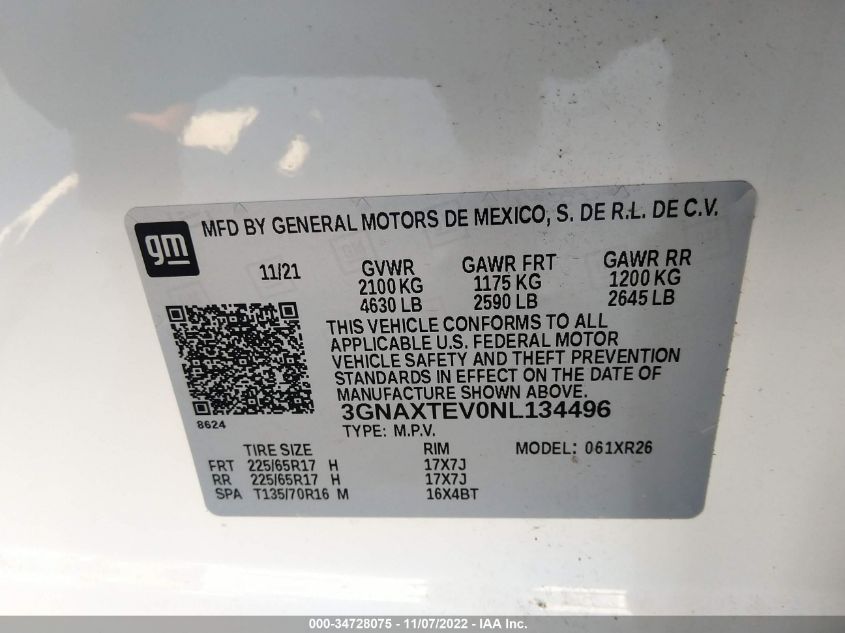 gm
MFD BY GENERAL MOTORS DE MEXICO, S. DE R.L. DE C.V.
11/21 GVWR GAWR FRT GAWR RR
2100 KG 1175 KG 1200 KG
4630 LB 2590 LB 2645 LB
THIS VEHICLE CONFORMS TO ALL
APPLICABLE U.S. FEDERAL MOTOR
VEHICLE SAFETY AND THEFT PREVENTION
STANDARDS IN EFFECT ON THE DATE OF
MANUFACTURE SHOWN ABOVE.
8624
3GNAXTEV0NL134496
TYPE: M.P.V.
TIRE SIZE RIM MODEL: 061XR26
FRT 225/65R17 H 17X7J
RR 225/65R17 H 17X7J
SPA T135/70R16 M 16X4BT
000-34728075 - 11/07/2022 - IAA Inc.